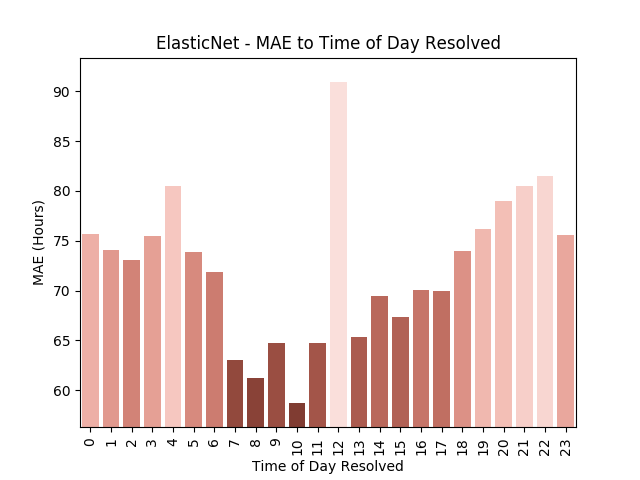 ElasticNet - MAE to Time of Day Resolved
90
85
80
75
70
65
60
MAE (Hours)
0 1 2 3 4 5 6 7 8 9 10 11 12 13 14 15 16 17 18 19 20 21 22 23
Time of Day Resolved